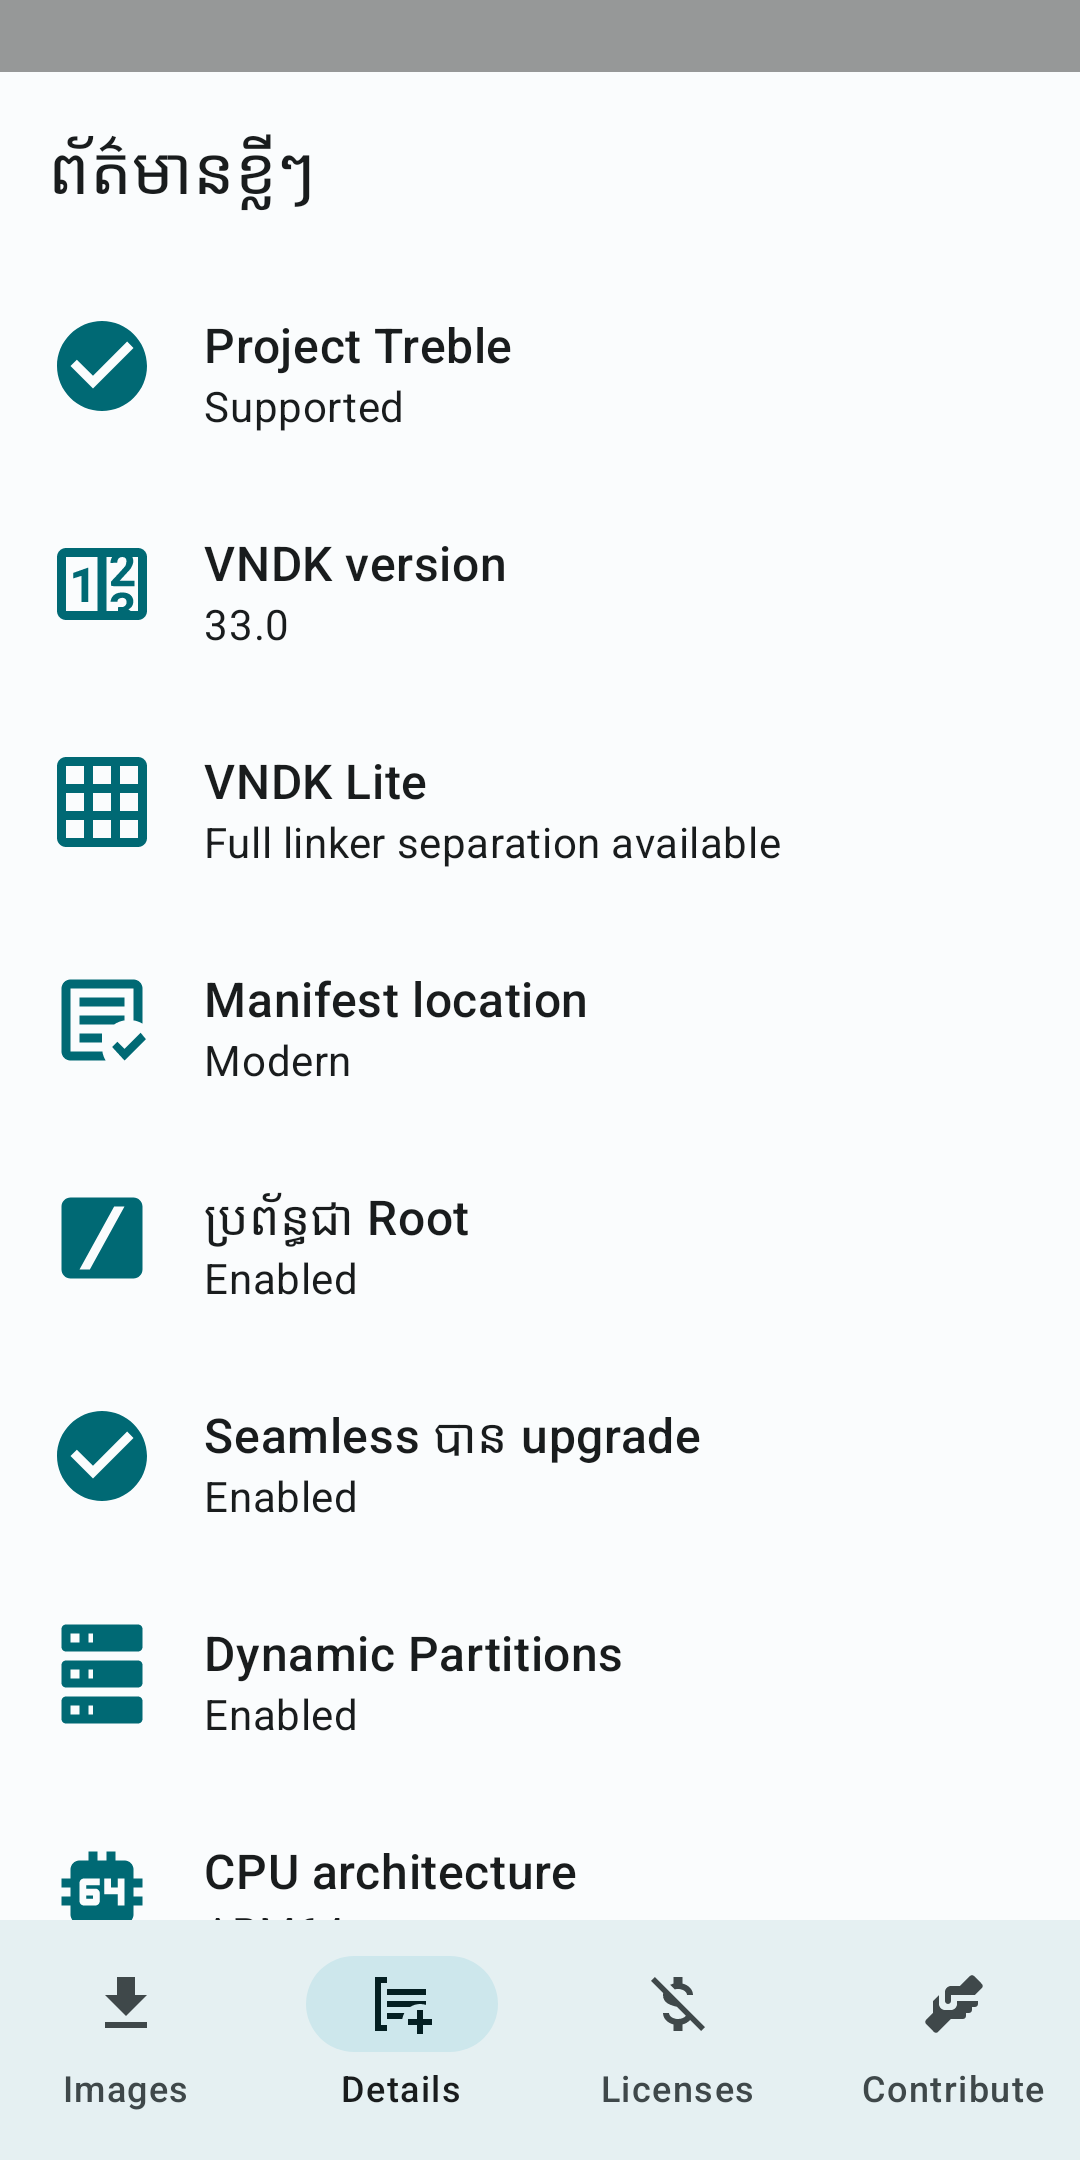 ព័ត៌មានខ្លីៗ
Project Treble
Supported
VNDK version
33.0
VNDK Lite
Full linker separation available
Manifest location
Modern
ប្រព័ន្ធជា Root
Enabled
Seamless បាន upgrade
Enabled
Dynamic Partitions
Enabled
CPU architecture
Images
Details
Licenses
Contribute